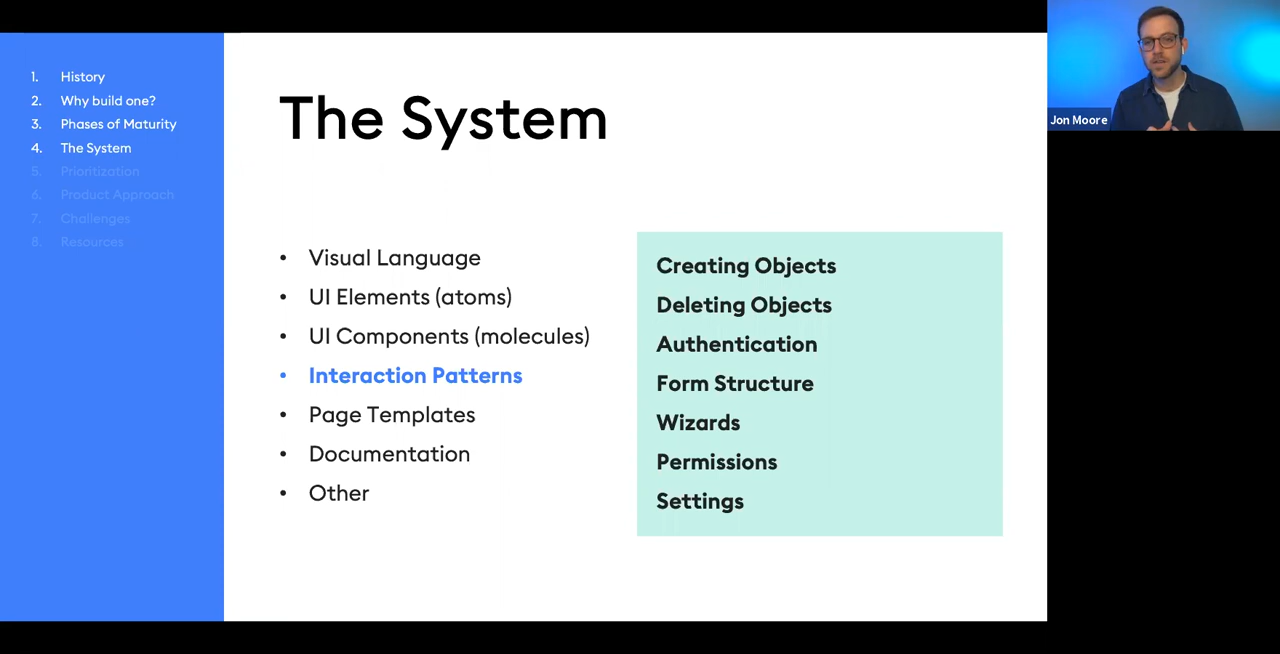 1. History
2. Why build one?
3. Phases of Maturity
4. The System
5. Prioritization
6. Product Approach
7. Challenges
8. Resources
The System
• Visual Language
• UI Elements (atoms)
• UI Components (molecules)
• Interaction Patterns
• Page Templates
• Documentation
• Other
Creating Objects
Deleting Objects
Authentication
Form Structure
Wizards
Permissions
Settings
Jon Moore